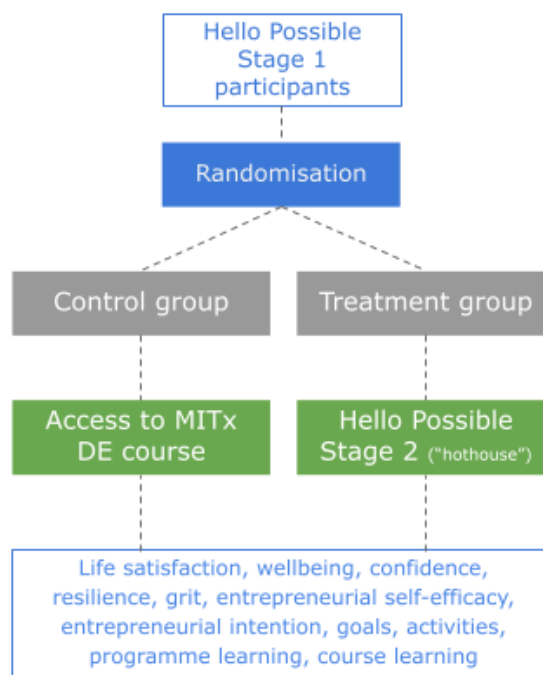 Hello Possible
Stage 1
participants
Randomisation
Control group
Treatment group
Access to MITx
DE course
Hello Possible
Stage 2 ("hothouse")
Life satisfaction, wellbeing, confidence,
resilience, grit, entrepreneurial self-efficacy,
entrepreneurial intention, goals, activities,
programme learning, course learning